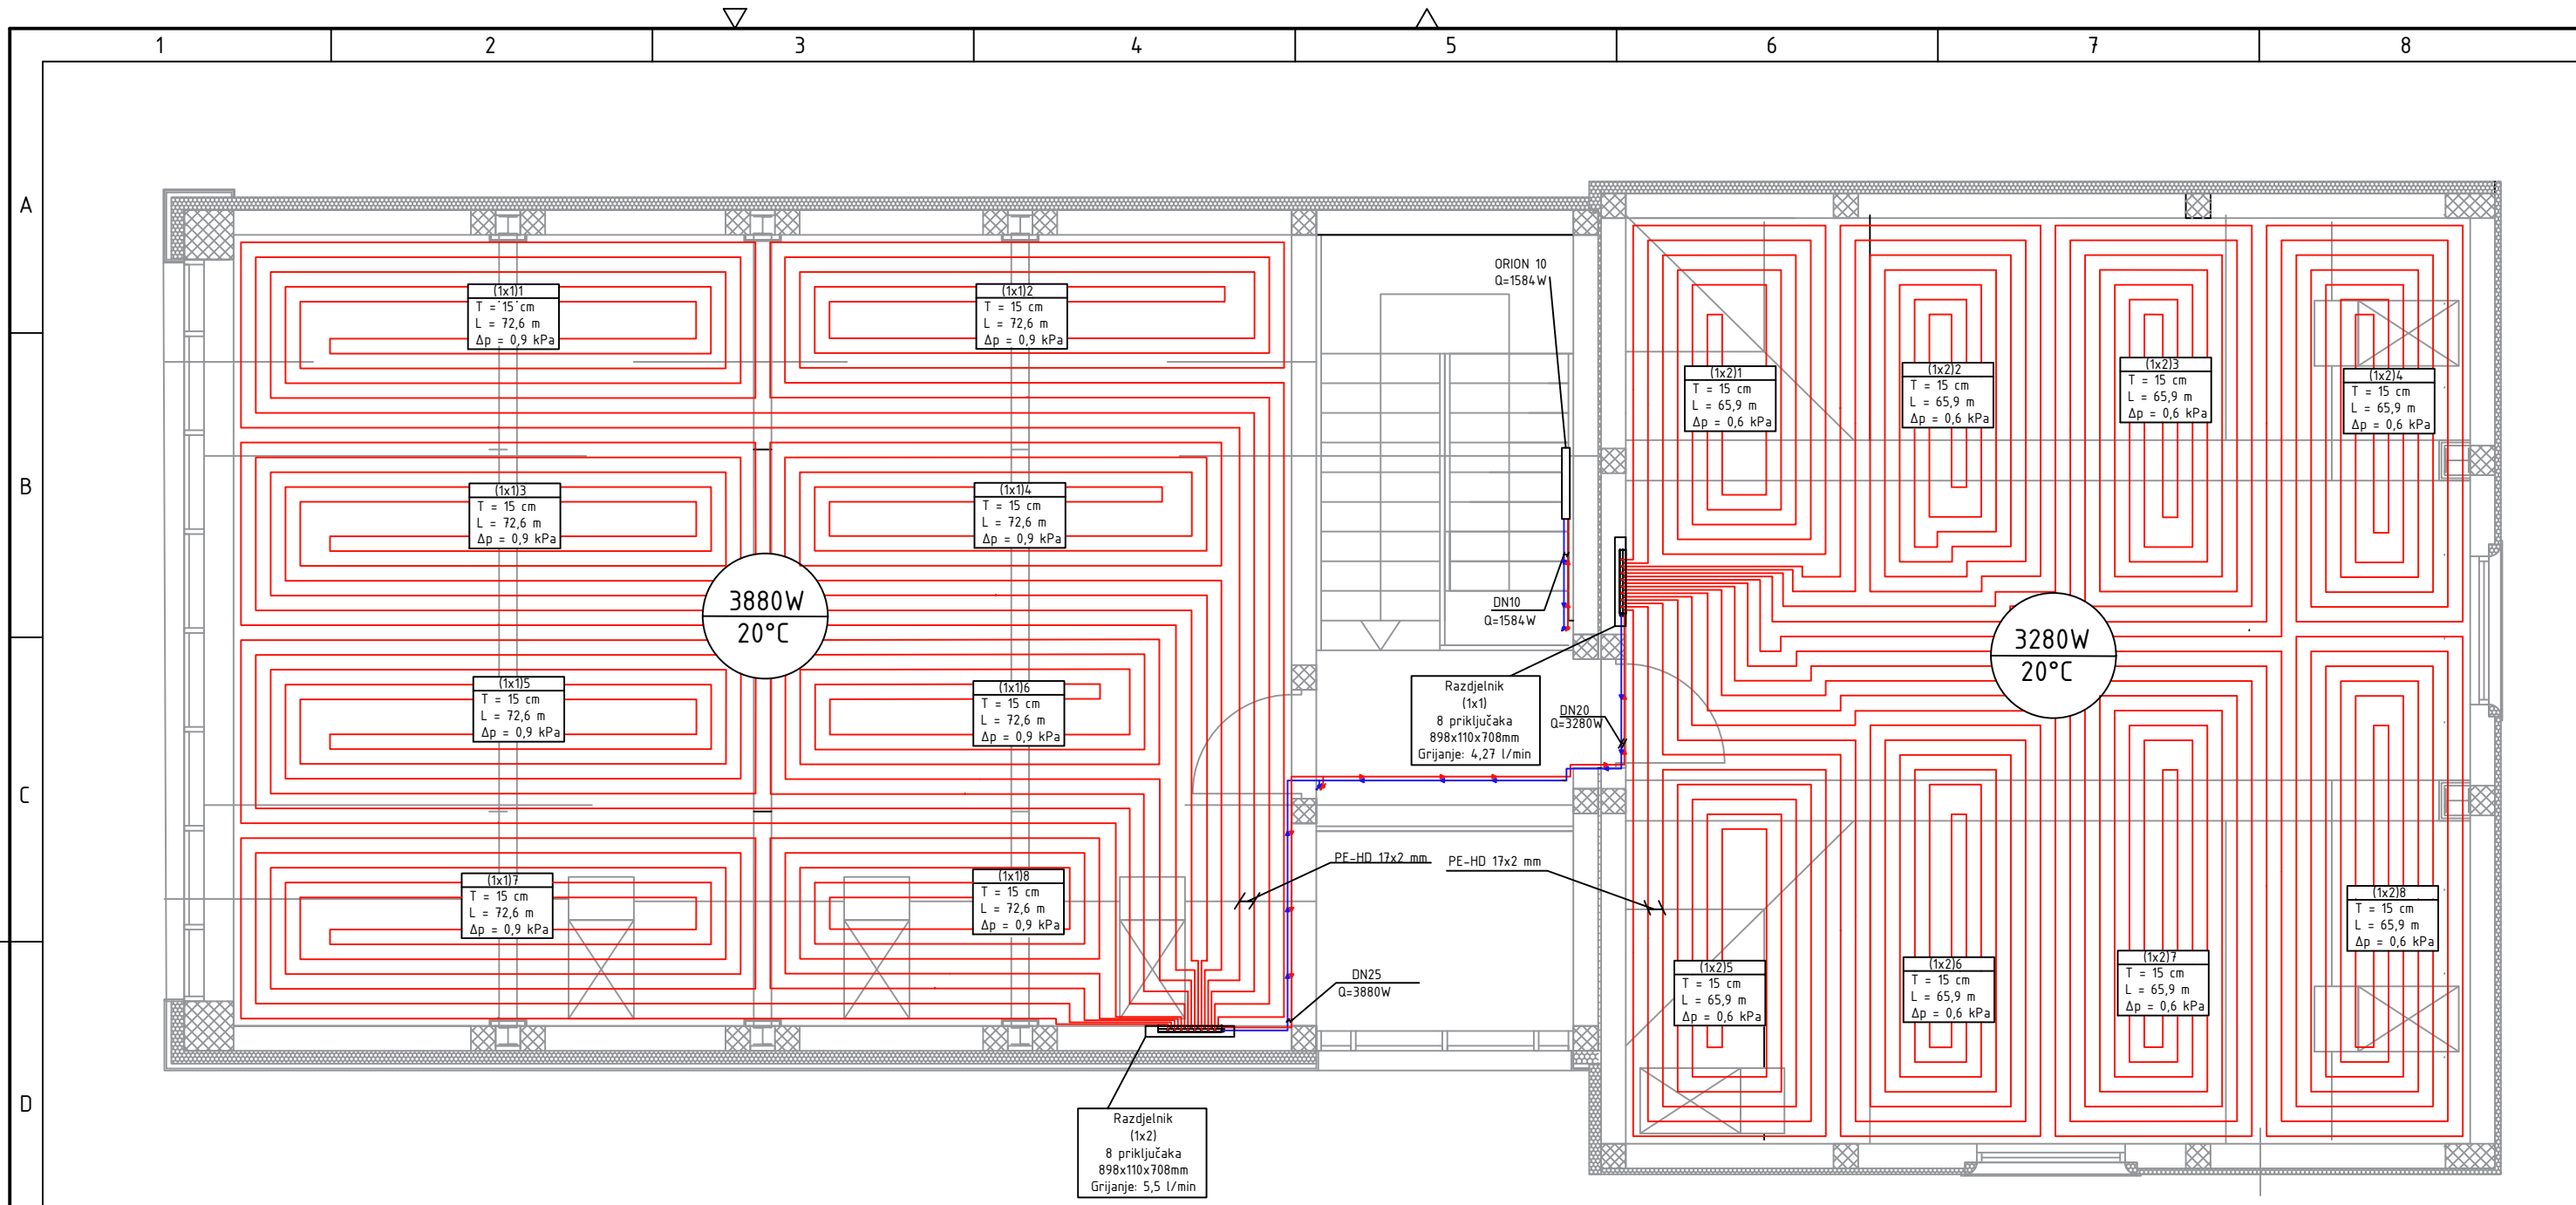 1 2 3 4 5 6 7 8
A
B
C
D
(1x1)1
T = 15 cm
L = 72,6 m
Δp = 0,9 kPa
(1x1)2
T = 15 cm
L = 72,6 m
Δp = 0,9 kPa
(1x1)3
T = 15 cm
L = 72,6 m
Δp = 0,9 kPa
(1x1)4
T = 15 cm
L = 72,6 m
Δp = 0,9 kPa
3880W
20°C
(1x1)5
T = 15 cm
L = 72,6 m
Δp = 0,9 kPa
(1x1)6
T = 15 cm
L = 72,6 m
Δp = 0,9 kPa
(1x1)7
T = 15 cm
L = 72,6 m
Δp = 0,9 kPa
(1x1)8
T = 15 cm
L = 72,6 m
Δp = 0,9 kPa
ORION 10
Q=1584W
DN10
Q=1584W
Razdjelnik
(1x1)
8 priključaka
898x110x708mm
Grijanje: 4,27 l/min
DN20
Q=3280W
PE-HD 17x2 mm
PE-HD 17x2 mm
DN25
Q=3880W
Razdjelnik
(1x2)
8 priključaka
898x110x708mm
Grijanje: 5,5 l/min
(1x2)1
T = 15 cm
L = 65,9 m
Δp = 0,6 kPa
(1x2)2
T = 15 cm
L = 65,9 m
Δp = 0,6 kPa
(1x2)3
T = 15 cm
L = 65,9 m
Δp = 0,6 kPa
(1x2)4
T = 15 cm
L = 65,9 m
Δp = 0,6 kPa
3280W
20°C
(1x2)5
T = 15 cm
L = 65,9 m
Δp = 0,6 kPa
(1x2)6
T = 15 cm
L = 65,9 m
Δp = 0,6 kPa
(1x2)7
T = 15 cm
L = 65,9 m
Δp = 0,6 kPa
(1x2)8
T = 15 cm
L = 65,9 m
Δp = 0,6 kPa